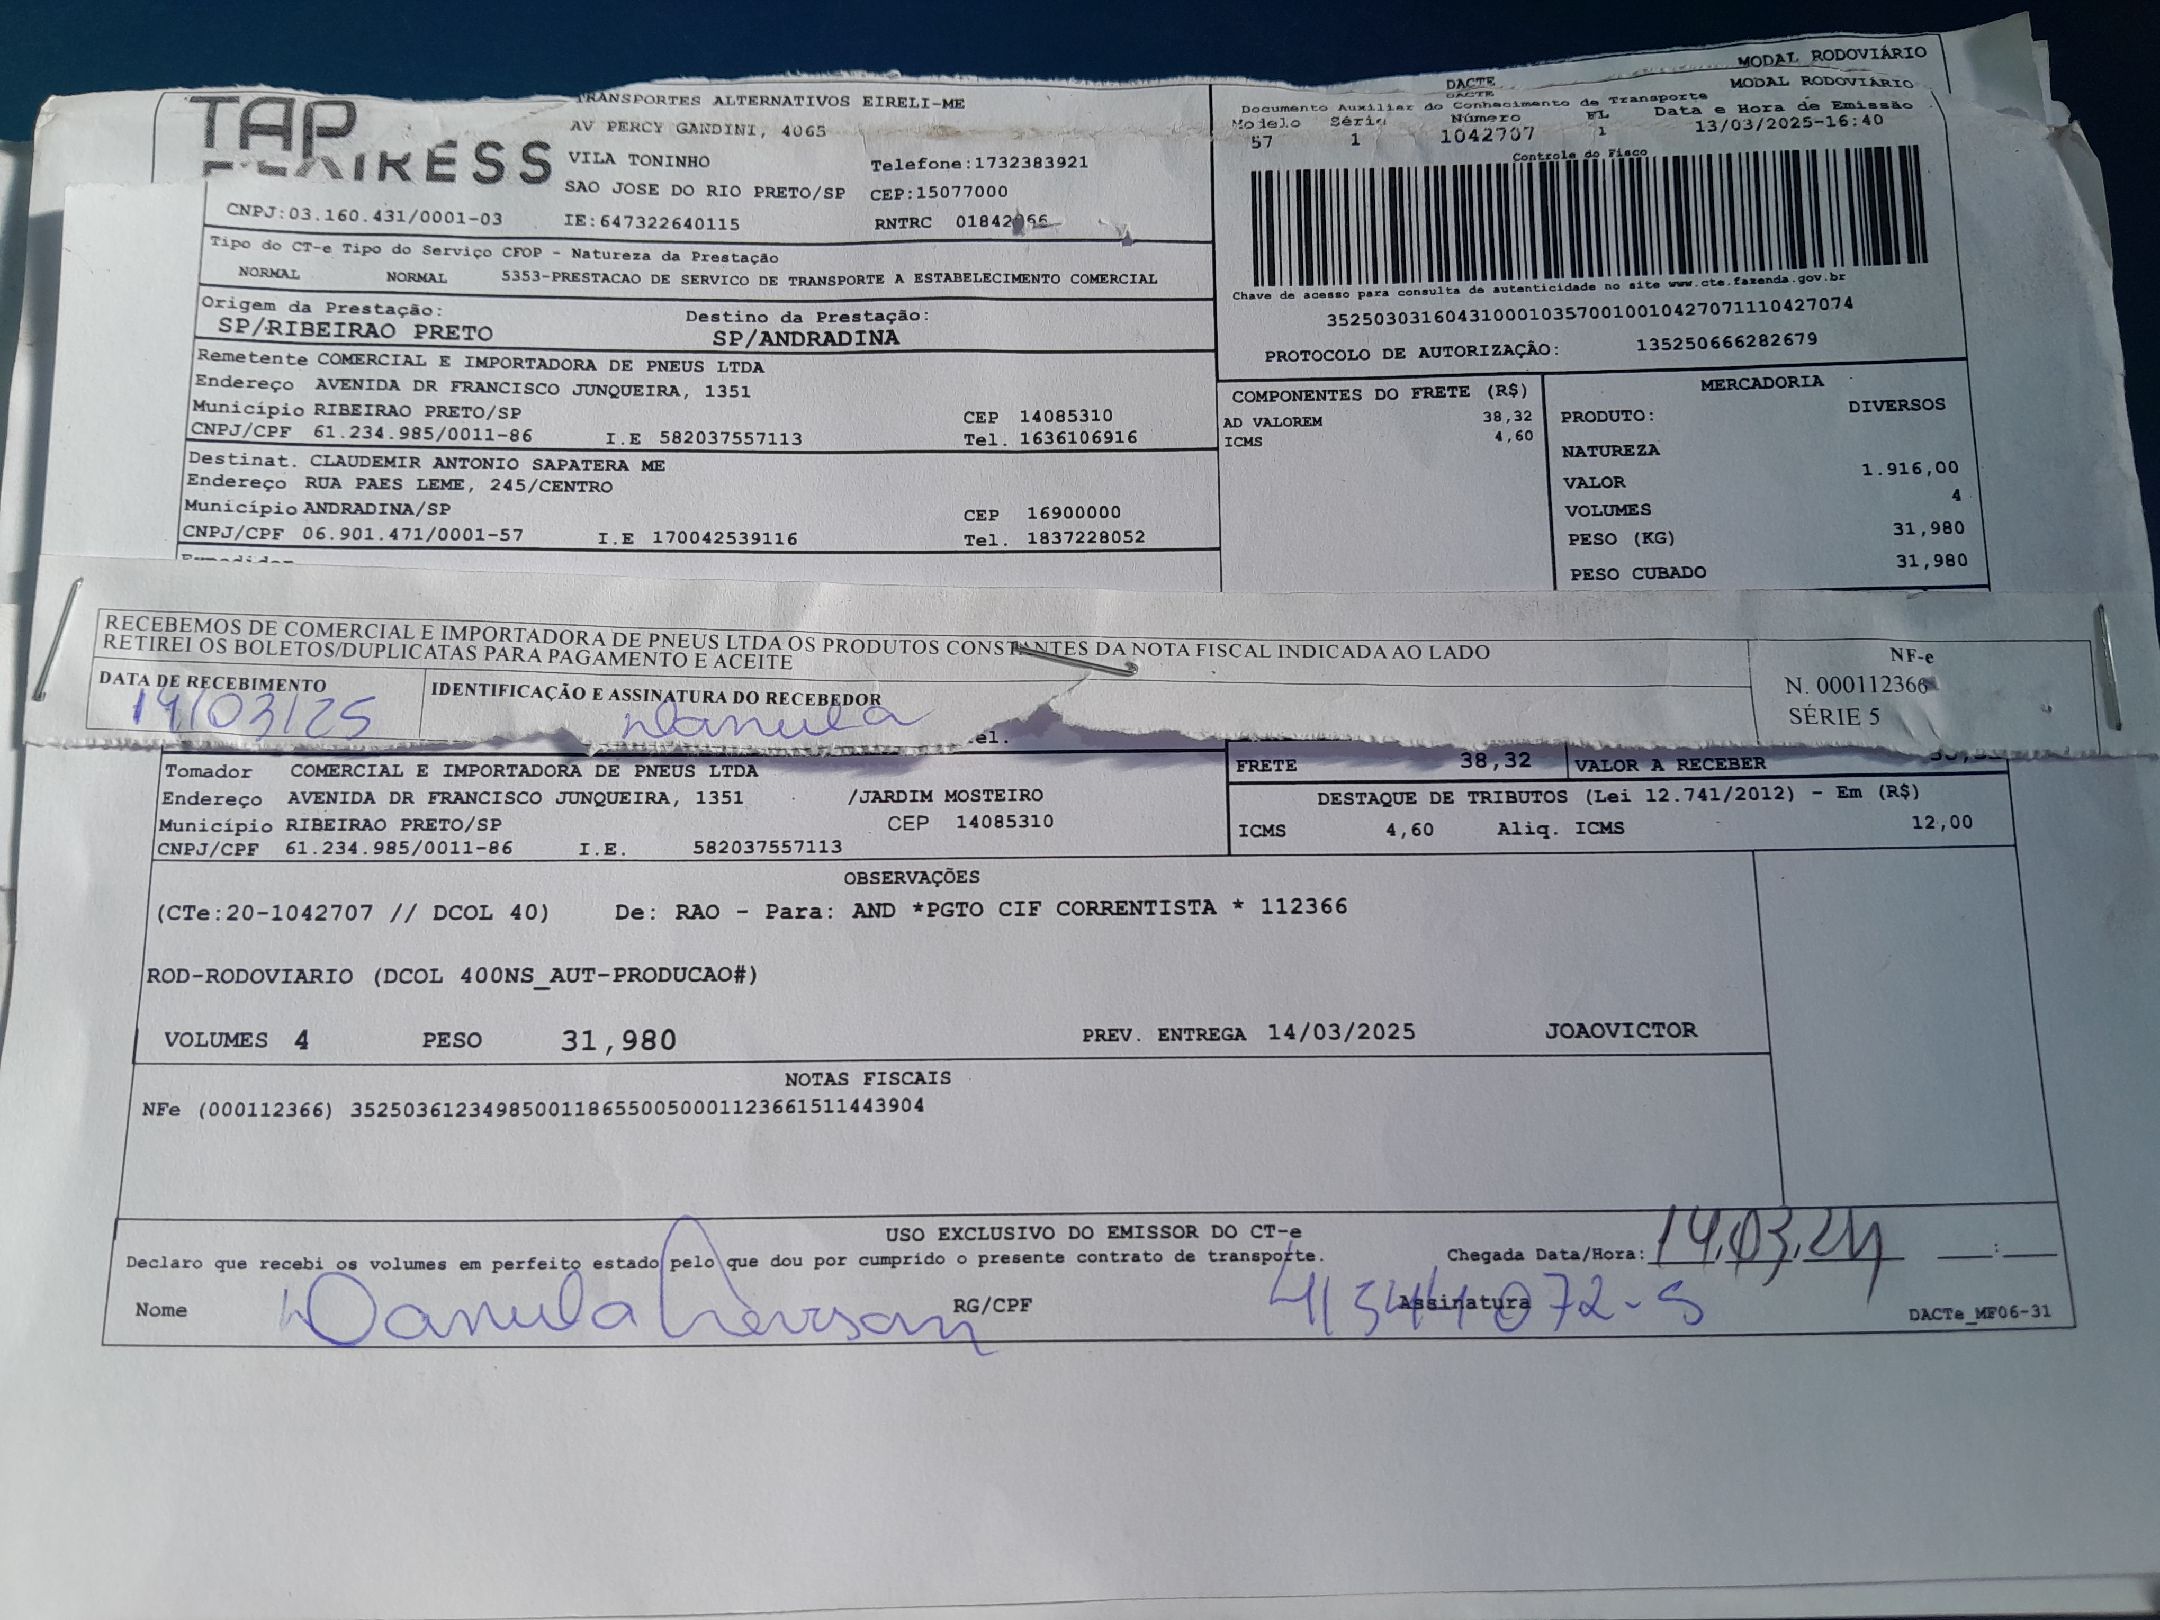 MODAL RODOVIÁRIO
DACTE
MODAL RODOVIÁRIO
DACTE
TAP
EXPRESS
TRANSPORTES ALTERNATIVOS EIRELI-ME
AV PERCY GANDINI, 4065
VILA TONINHO Telefone:1732383921
SAO JOSE DO RIO PRETO/SP CEP:15077000
CNPJ:03.160.431/0001-03 IE:647322640115 RNTRC
Documento Auxiliar do Conhecimento de Transporte
Modelo Série Número FL Data e Hora de Emissão
57 1 1042707 1 13/03/2025-16:40
Controle do Fisco
Chave de acesso para consulta de autenticidade no site www.cte.fazenda.gov.br
35250303160431000103570010010427071110427074
PROTOCOLO DE AUTORIZAÇÃO: 135250666282679
Tipo do CT-e Tipo do Serviço CFOP - Natureza da Prestação
NORMAL NORMAL 5353-PRESTACAO DE SERVICO DE TRANSPORTE A ESTABELECIMENTO COMERCIAL
Origem da Prestação: Destino da Prestação:
SP/RIBEIRAO PRETO SP/ANDRADINA
Remetente COMERCIAL E IMPORTADORA DE PNEUS LTDA
Endereço AVENIDA DR FRANCISCO JUNQUEIRA, 1351
Município RIBEIRAO PRETO/SP CEP 14085310
CNPJ/CPF 61.234.985/0011-86 I.E 582037557113 Tel. 1636106916
Destinat. CLAUDEMIR ANTONIO SAPATERA ME
Endereço RUA PAES LEME, 245/CENTRO
Município ANDRADINA/SP CEP 16900000
CNPJ/CPF 06.901.471/0001-57 I.E 170042539116 Tel. 1837228052
COMPONENTES DO FRETE (R$)
AD VALOREM 38,32
ICMS 4,60
MERCADORIA
PRODUTO: DIVERSOS
NATUREZA
VALOR 1.916,00
VOLUMES 4
PESO (KG) 31,980
PESO CUBADO 31,980
RECEBEMOS DE COMERCIAL E IMPORTADORA DE PNEUS LTDA OS PRODUTOS CONSTANTES DA NOTA FISCAL INDICADA AO LADO
RETIREI OS BOLETOS/DUPLICATAS PARA PAGAMENTO E ACEITE
DATA DE RECEBIMENTO IDENTIFICAÇÃO E ASSINATURA DO RECEBEDOR
14/03/25 Danula
NF-e
N. 000112366
SÉRIE 5
Tomador COMERCIAL E IMPORTADORA DE PNEUS LTDA
Endereço AVENIDA DR FRANCISCO JUNQUEIRA, 1351 /JARDIM MOSTEIRO
Município RIBEIRAO PRETO/SP CEP 14085310
CNPJ/CPF 61.234.985/0011-86 I.E. 582037557113
FRETE 38,32 VALOR A RECEBER
DESTAQUE DE TRIBUTOS (Lei 12.741/2012) - Em (R$)
ICMS 4,60 Aliq. ICMS 12,00
OBSERVAÇÕES
(CTe:20-1042707 // DCOL 40) De: RAO - Para: AND *PGTO CIF CORRENTISTA * 112366
ROD-RODOVIARIO (DCOL 400NS_AUT-PRODUCAO#)
VOLUMES 4 PESO 31,980 PREV. ENTREGA 14/03/2025 JOAOVICTOR
NOTAS FISCAIS
NFe (000112366) 35250361234985001186550050001123661511443904
USO EXCLUSIVO DO EMISSOR DO CT-e
Declaro que recebi os volumes em perfeito estado pelo que dou por cumprido o presente contrato de transporte. Chegada Data/Hora: 14.03.24 __:__
Nome Danula RG/CPF Assinatura
DACTe_MF06-31